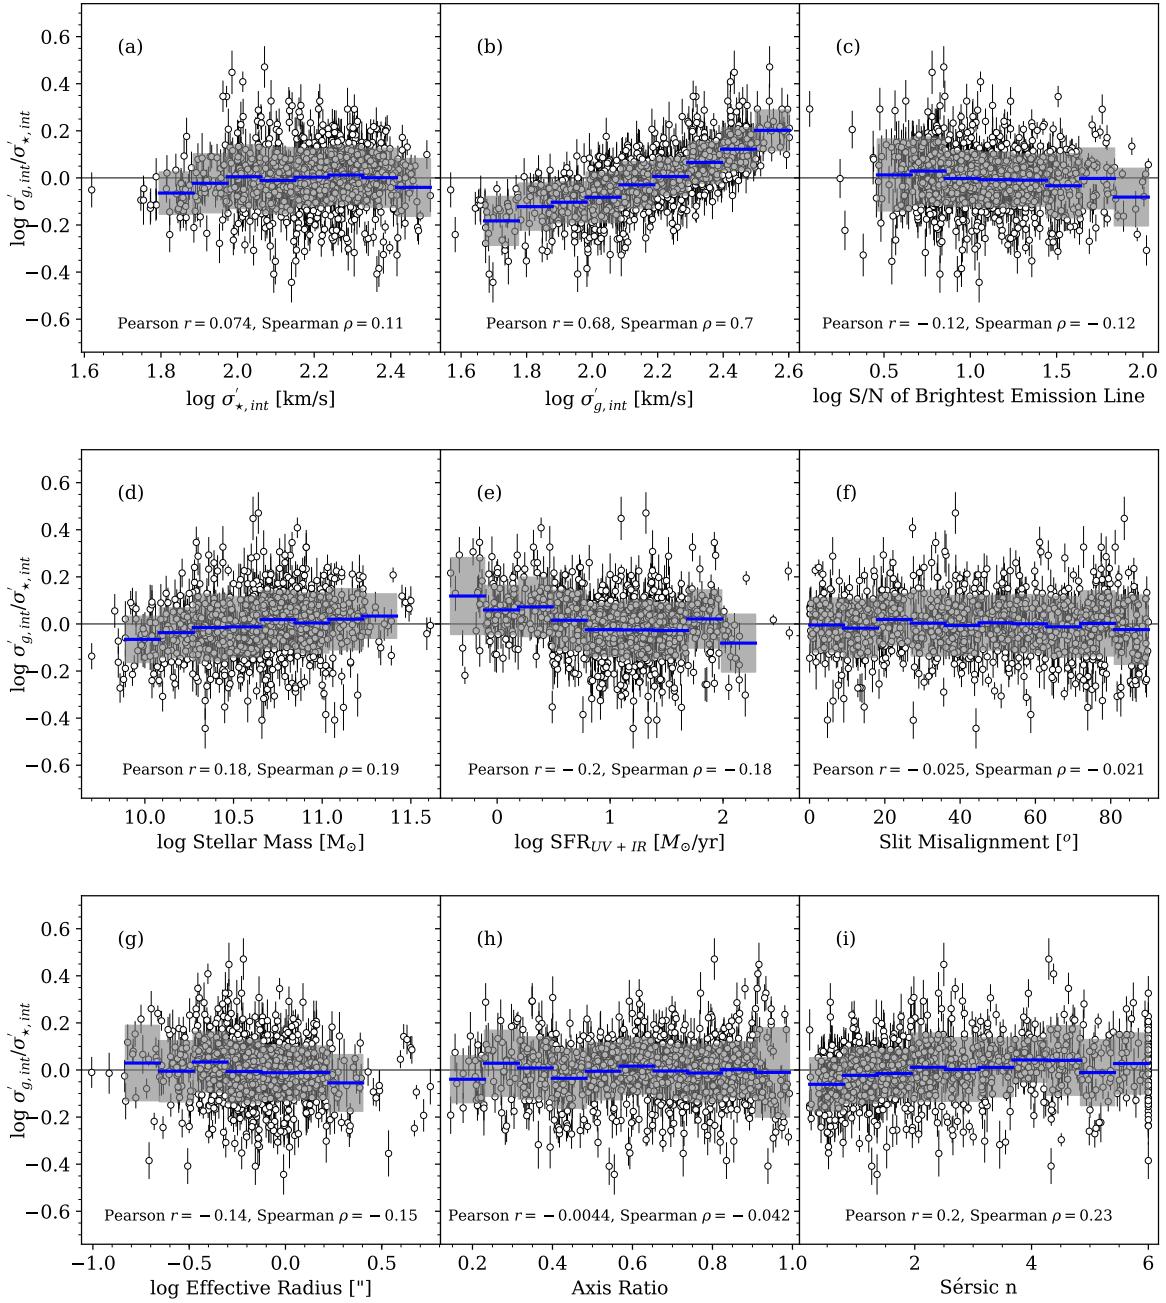 (a) (b) (c)
0.6
0.4
0.2
0.0
−0.2
−0.4
−0.6
log σ′g,int/σ′⋆,int
Pearson r = 0.074, Spearman ρ = 0.11
Pearson r = 0.68, Spearman ρ = 0.7
Pearson r = −0.12, Spearman ρ = −0.12
1.6 1.8 2.0 2.2 2.4 1.6 1.8 2.0 2.2 2.4 2.6 0.5 1.0 1.5 2.0
log σ′⋆,int [km/s]
log σ′g,int [km/s]
log S/N of Brightest Emission Line
(d) (e) (f)
0.6
0.4
0.2
0.0
−0.2
−0.4
−0.6
log σ′g,int/σ′⋆,int
Pearson r = 0.18, Spearman ρ = 0.19
Pearson r = −0.2, Spearman ρ = −0.18
Pearson r = −0.025, Spearman ρ = −0.021
10.0 10.5 11.0 11.5 0 1 2 0 20 40 60 80
log Stellar Mass [M⊙]
log SFRUV + IR [M⊙/yr]
Slit Misalignment [o]
(g) (h) (i)
0.6
0.4
0.2
0.0
−0.2
−0.4
−0.6
log σ′g,int/σ′⋆,int
Pearson r = −0.14, Spearman ρ = −0.15
Pearson r = −0.0044, Spearman ρ = −0.042
Pearson r = 0.2, Spearman ρ = 0.23
−1.0 −0.5 0.0 0.5 0.2 0.4 0.6 0.8 1.0 2 4 6
log Effective Radius ["]
Axis Ratio
Sérsic n